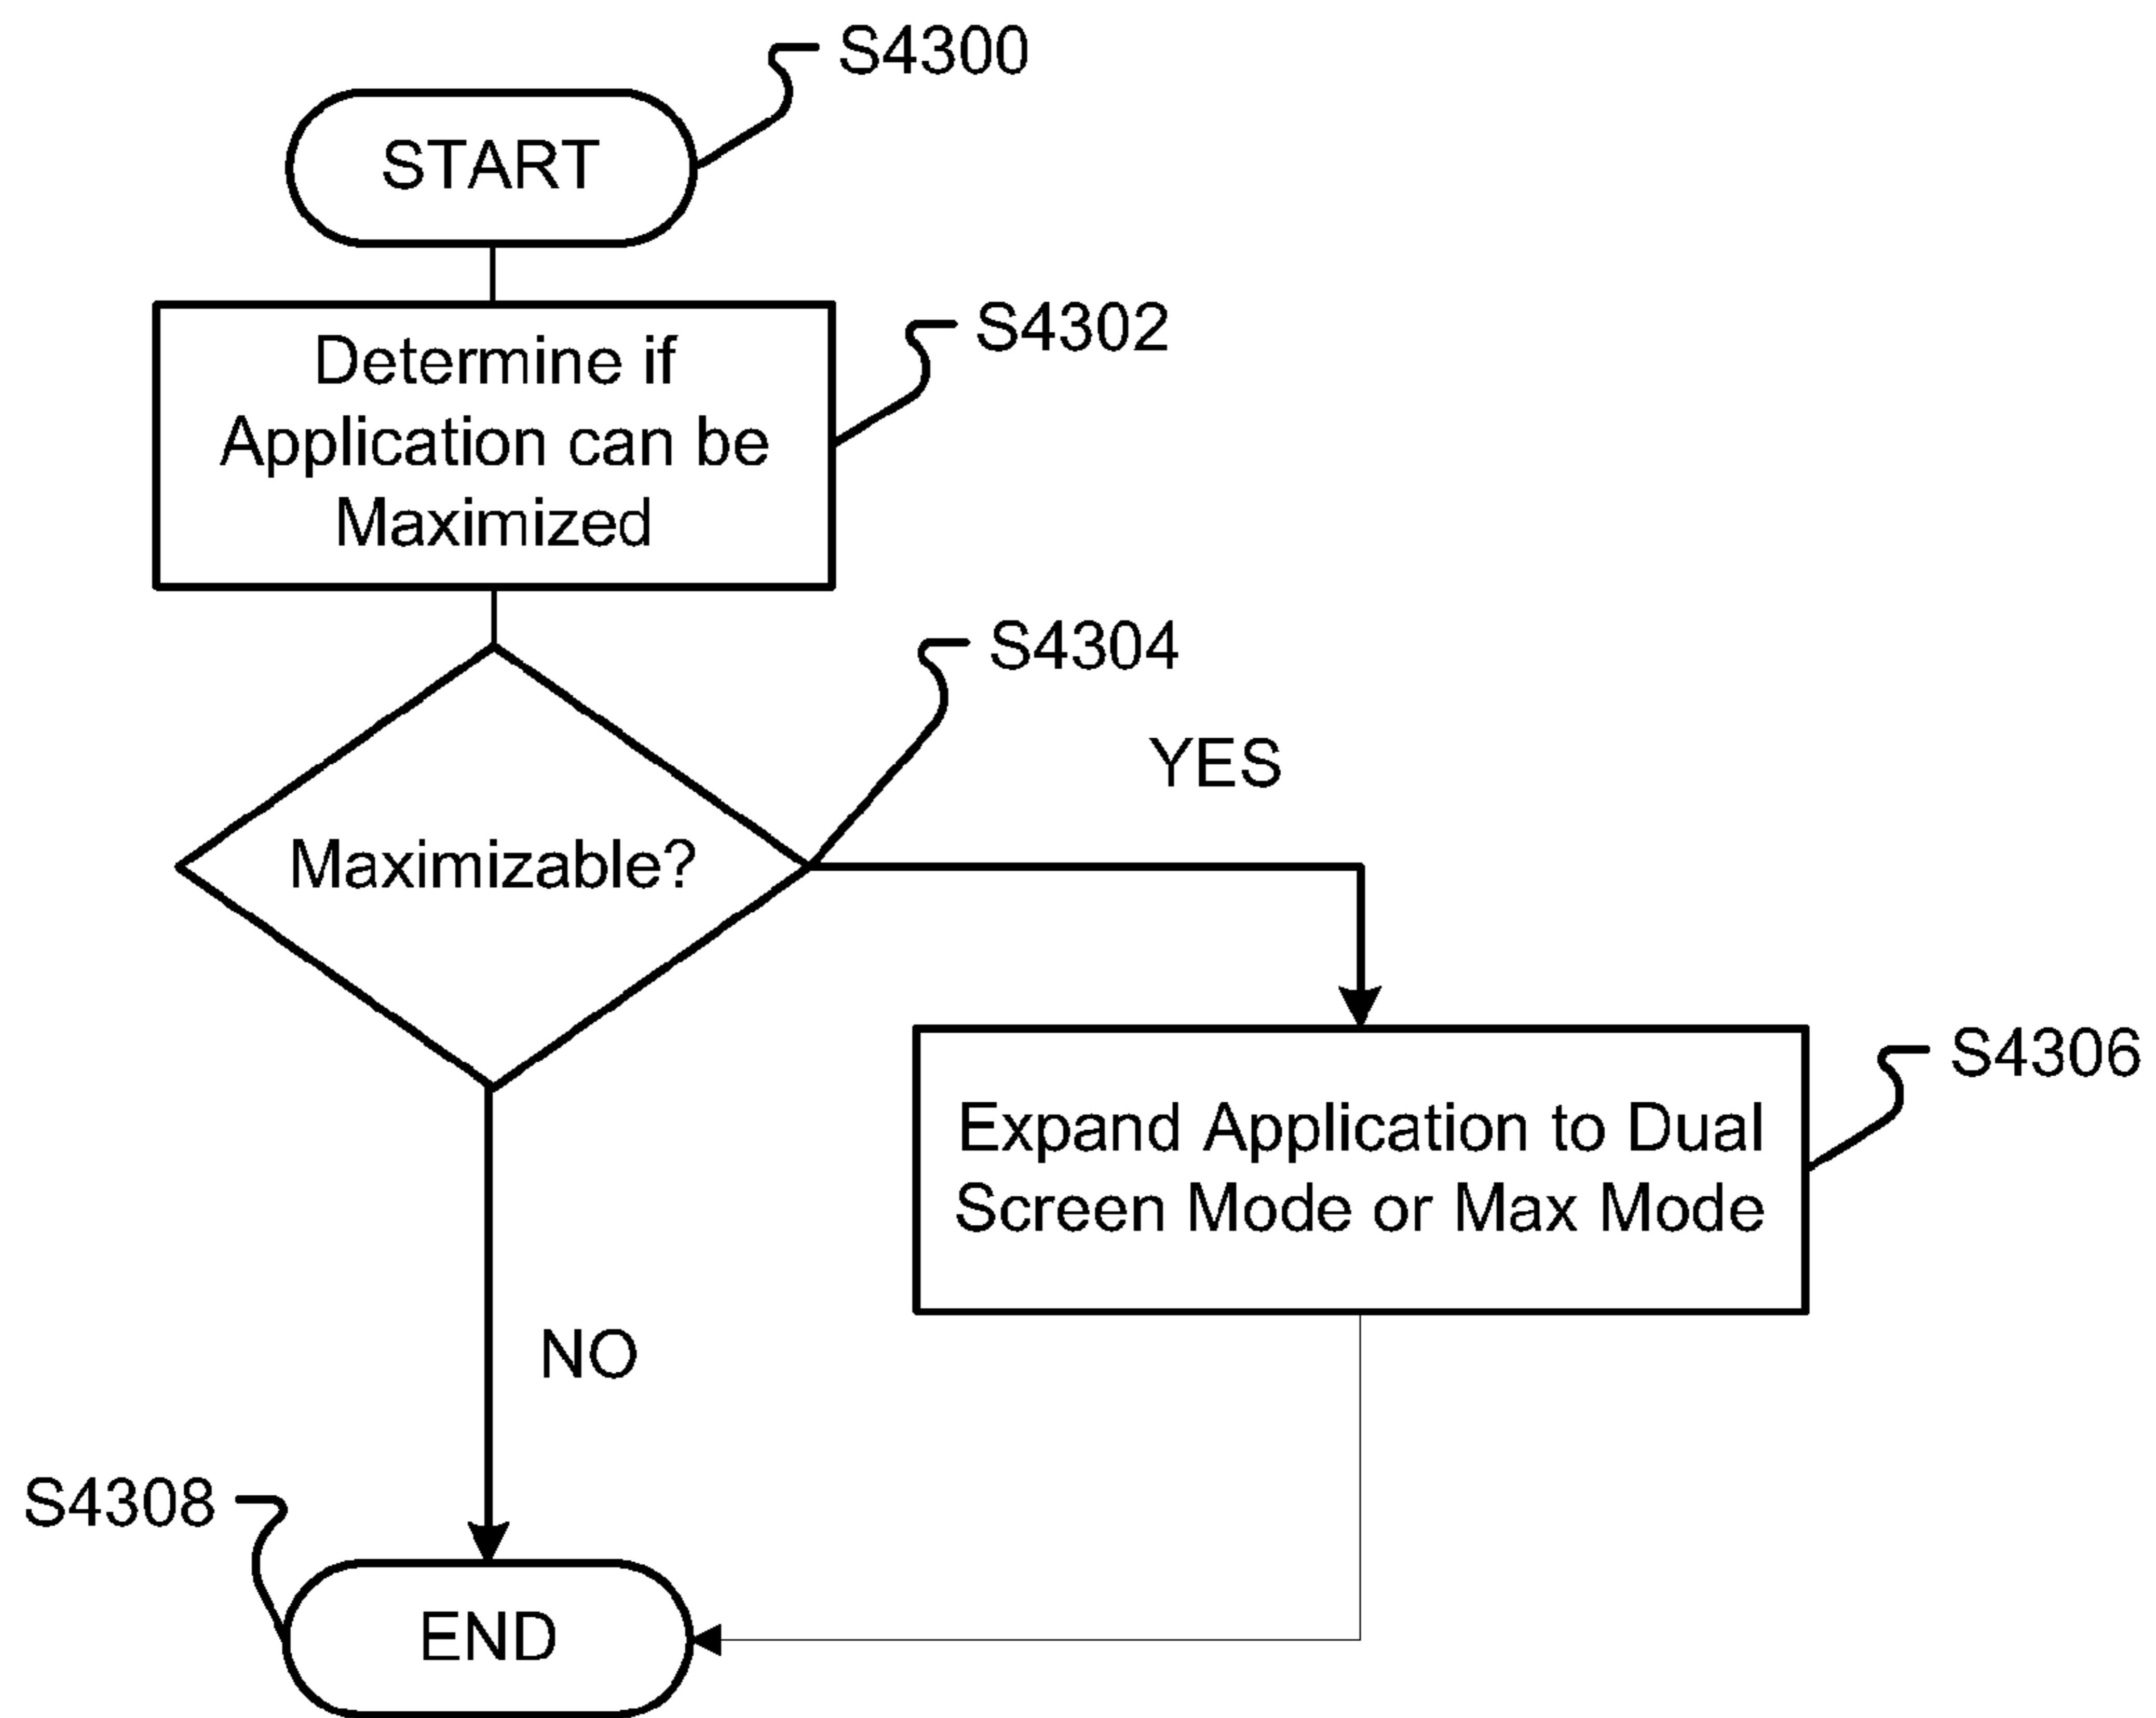 S4300
START
S4302
Determine if
Application can be
Maximized
S4304
YES
Maximizable?
S4306
Expand Application to Dual
Screen Mode or Max Mode
NO
S4308
END